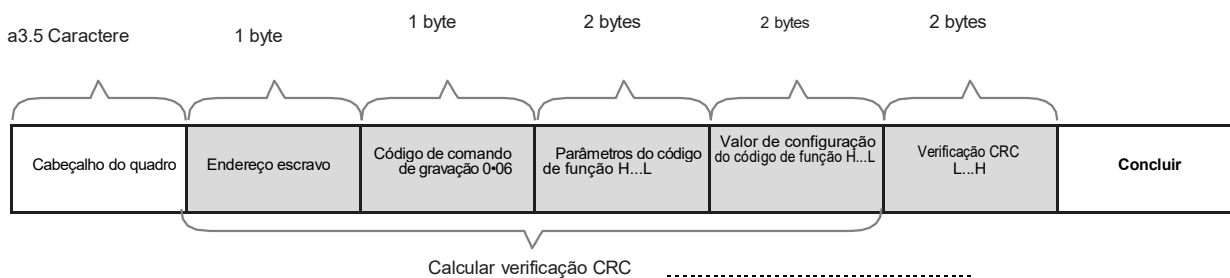 a3.5 Caractere
1 byte
1 byte
2 bytes
2 bytes
2 bytes
Cabeçalho do quadro
Endereço escravo
Código de comando
de gravação 0•06
Parâmetros do código
de função H...L
Valor de configuração
do código de função H...L
Verificação CRC
L...H
Concluir
Calcular verificação CRC